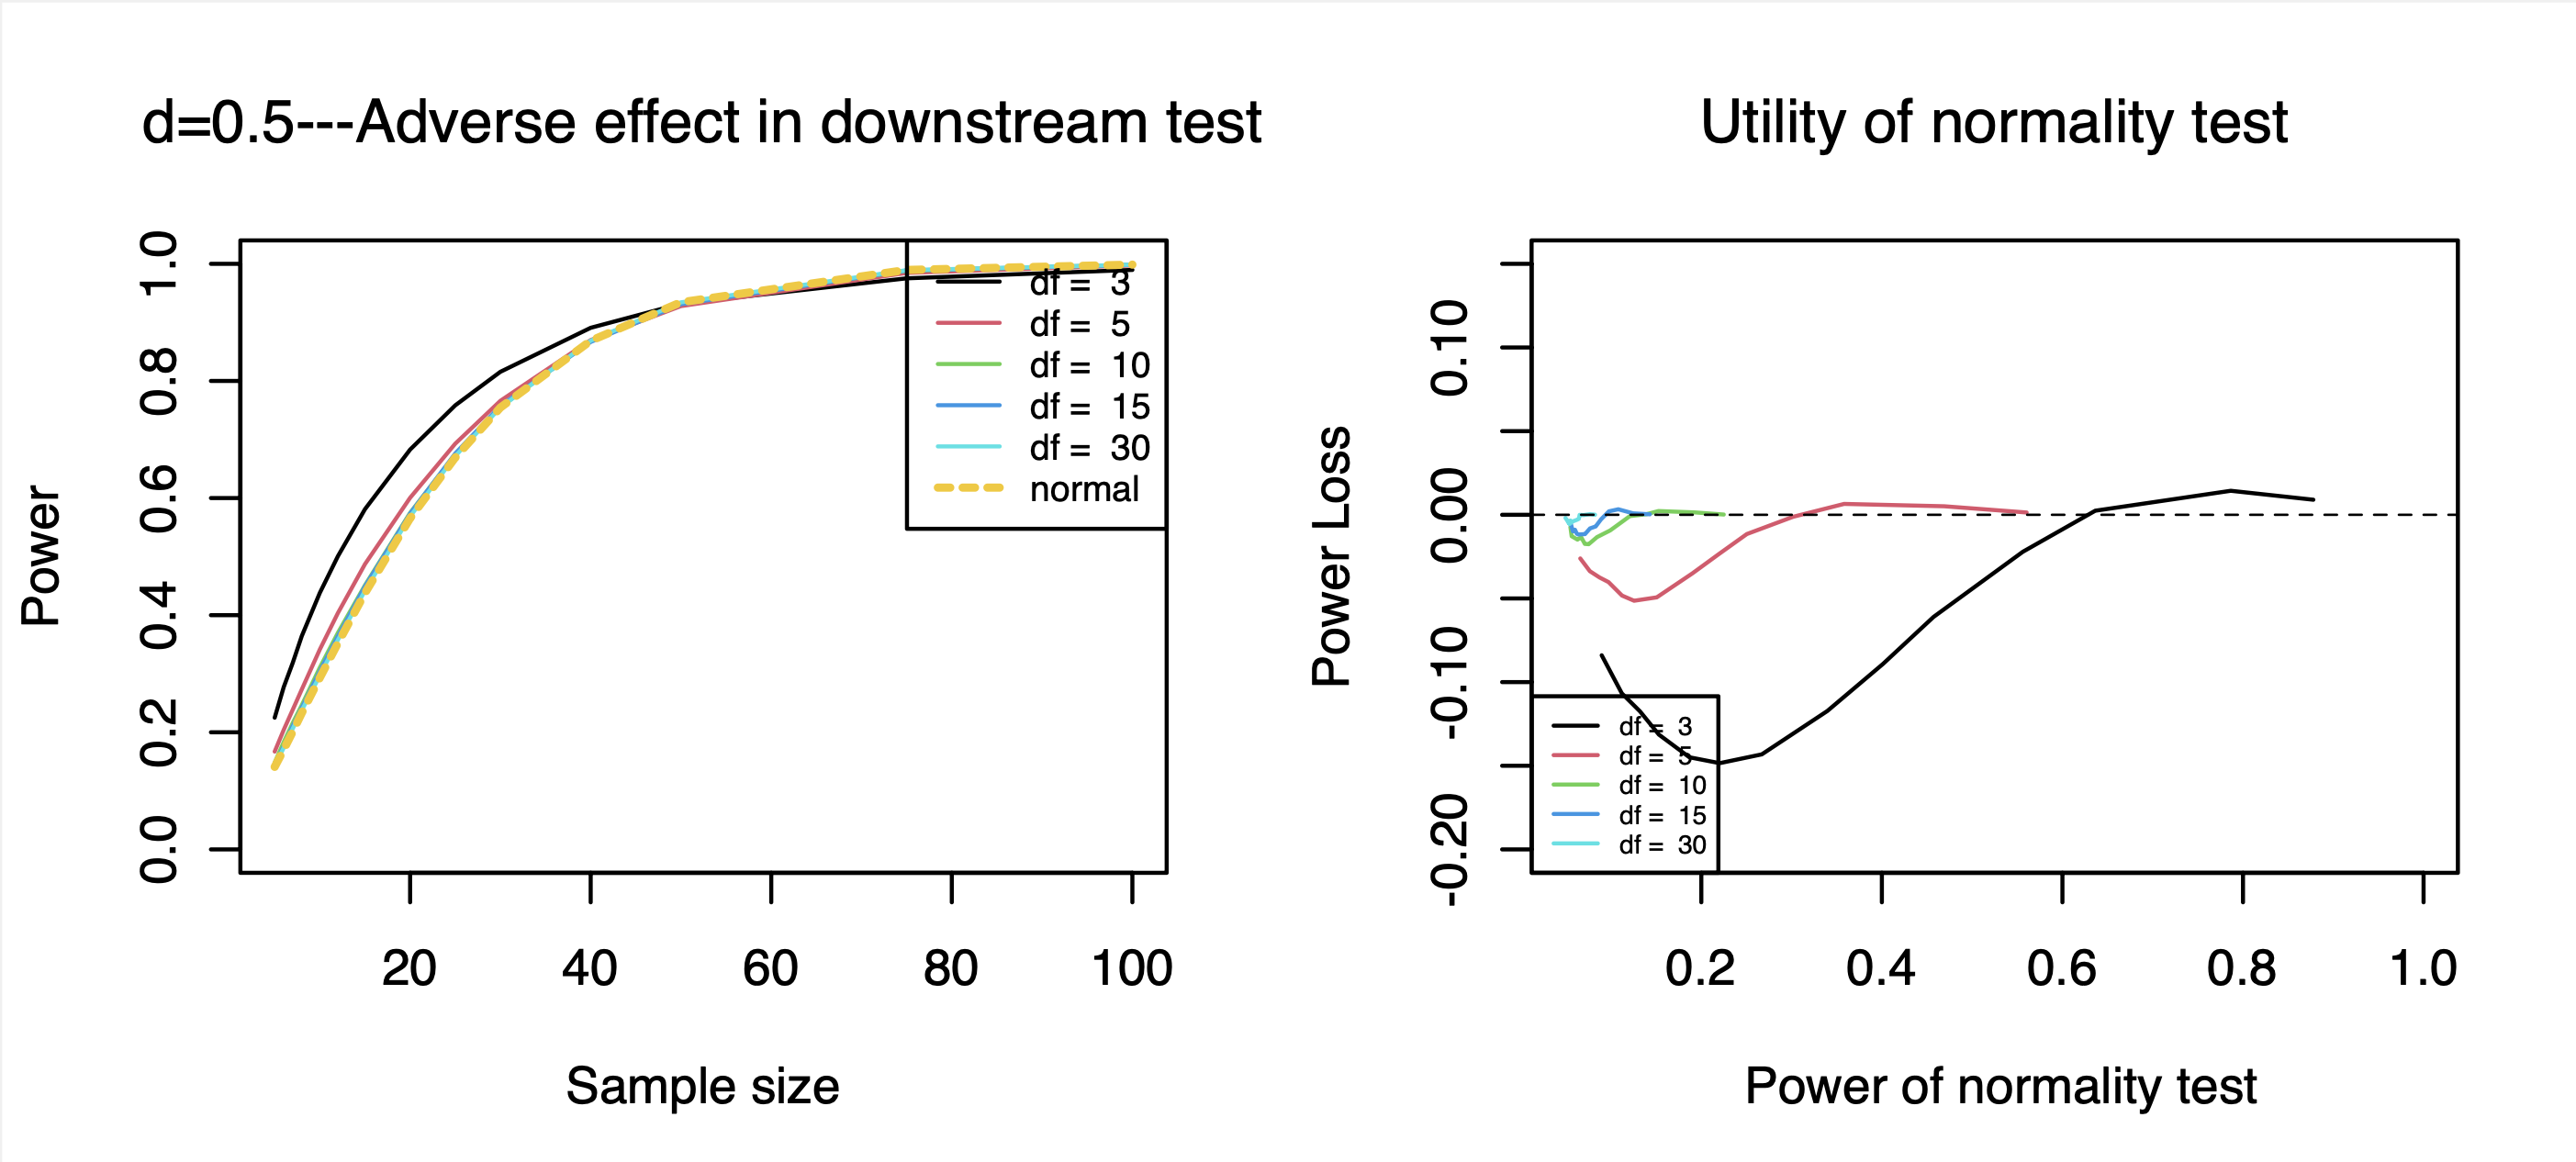 d=0.5---Adverse effect in downstream test
Power
1.0
0.8
0.6
0.4
0.2
0.0
df = 3
df = 5
df = 10
df = 15
df = 30
normal
20 40 60 80 100
Sample size
Utility of normality test
Power Loss
0.10
0.00
-0.10
-0.20
df = 3
df = 5
df = 10
df = 15
df = 30
0.2 0.4 0.6 0.8 1.0
Power of normality test